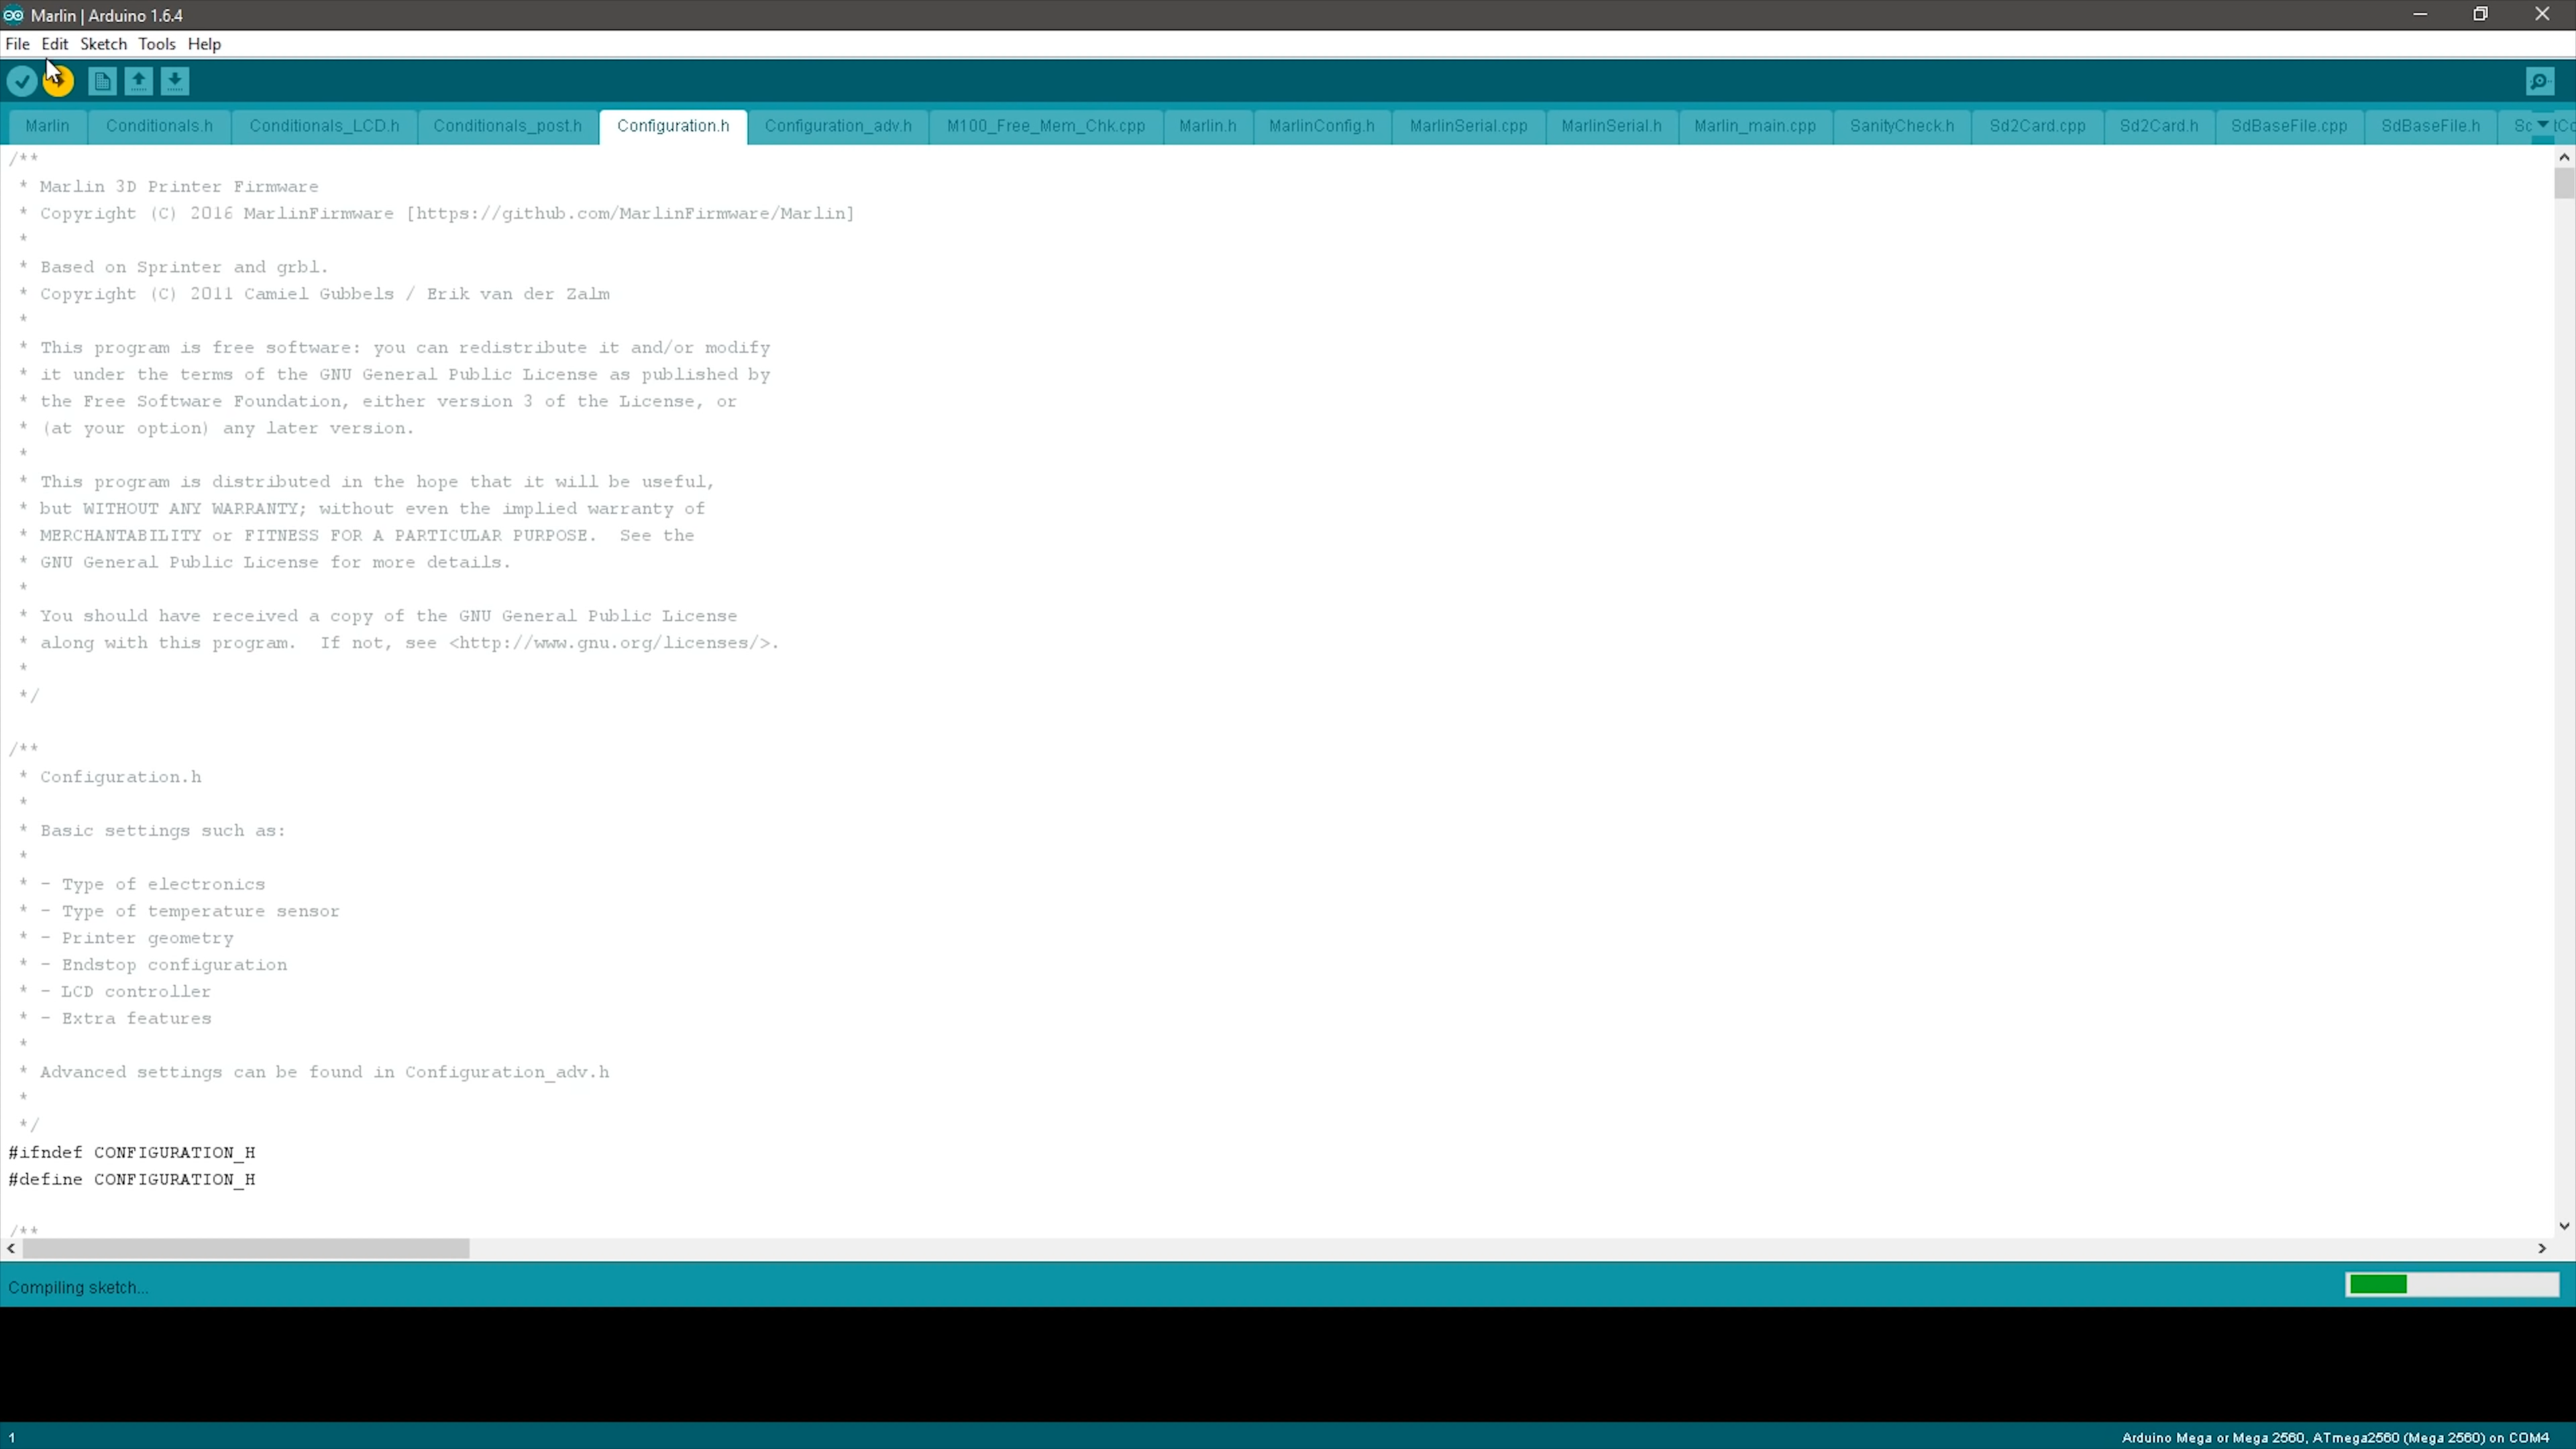 Marlin | Arduino 1.6.4
File Edit Sketch Tools Help
Marlin Conditionals.h Conditionals_LCD.h Conditionals_post.h Configuration.h Configuration_adv.h M100_Free_Mem_Chk.cpp Marlin.h MarlinConfig.h MarlinSerial.cpp MarlinSerial.h Marlin_main.cpp SanityCheck.h Sd2Card.cpp Sd2Card.h SdBaseFile.cpp SdBaseFile.h
/**
* Marlin 3D Printer Firmware
* Copyright (C) 2016 MarlinFirmware [https://github.com/MarlinFirmware/Marlin]
*
* Based on Sprinter and grbl.
* Copyright (C) 2011 Camiel Gubbels / Erik van der Zalm
*
* This program is free software: you can redistribute it and/or modify
* it under the terms of the GNU General Public License as published by
* the Free Software Foundation, either version 3 of the License, or
* (at your option) any later version.
*
* This program is distributed in the hope that it will be useful,
* but WITHOUT ANY WARRANTY; without even the implied warranty of
* MERCHANTABILITY or FITNESS FOR A PARTICULAR PURPOSE.  See the
* GNU General Public License for more details.
*
* You should have received a copy of the GNU General Public License
* along with this program.  If not, see <http://www.gnu.org/licenses/>.
*
*/
/**
* Configuration.h
*
* Basic settings such as:
*
* - Type of electronics
* - Type of temperature sensor
* - Printer geometry
* - Endstop configuration
* - LCD controller
* - Extra features
*
* Advanced settings can be found in Configuration_adv.h
*
*/
#ifndef CONFIGURATION_H
#define CONFIGURATION_H
/**
Compiling sketch...
1
Arduino Mega or Mega 2560, ATmega2560 (Mega 2560) on COM4